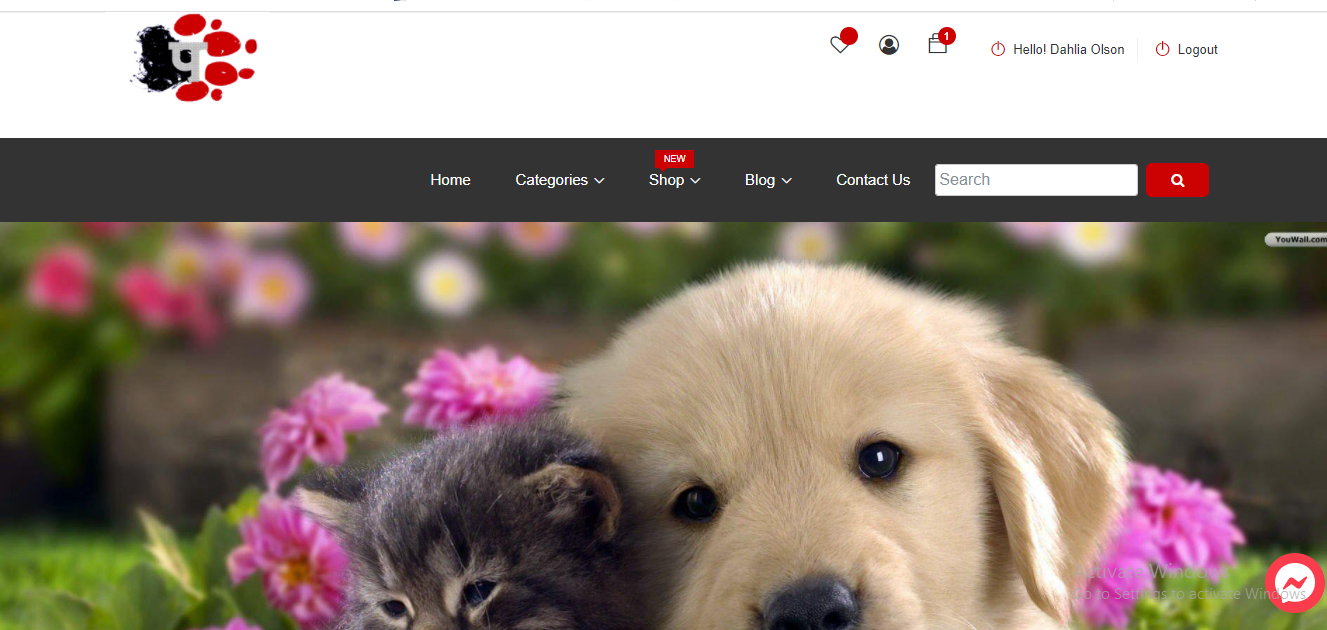 प
1
Hello! Dahlia Olson
Logout
NEW
Home
Categories
Shop
Blog
Contact Us
Search
YouWall.com
Activate Windows
Go to Settings to activate Windows.